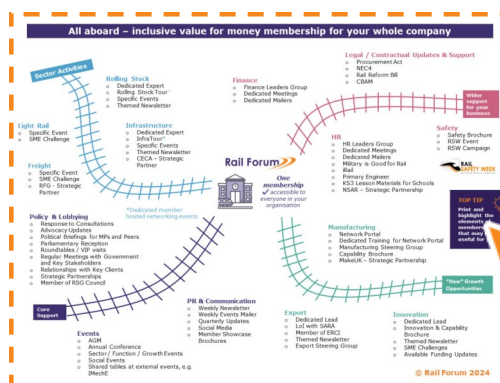 All aboard – inclusive value for money membership for your whole company
Sector Activities
Rolling Stock
Dedicated Expert
Rolling Stock Tour*
Specific Events
Themed Newsletter
Light Rail
Specific Event
SME Challenge
Infrastructure
Dedicated Expert
InfraTour*
Specific Events
Themed Newsletter
CECA – Strategic
Partner
Freight
Specific Event
SME Challenge
RFG - Strategic
Partner
*Dedicated member
hosted networking events
Finance
Finance Leaders Group
Dedicated Meetings
Dedicated Mailers
Legal / Contractual Updates & Support
Procurement Act
NEC4
Rail Reform Bill
CBAM
Wider
support
for your
business
Safety
Safety Brochure
RSW Event
RSW Campaign
RAIL
SAFETY WEEK
HR
HR Leaders Group
Dedicated Meetings
Dedicated Mailers
Military is Good for Rail
iRail
Primary Engineer
KS3 Lesson Materials for Schools
NSAR – Strategic Partnership
Rail Forum
One
membership
✓ accessible to
everyone in your
organisation
TOP TIP
Print and
highlight the
elements
member
that may
useful for
Policy & Lobbying
Response to Consultations
Advocacy Updates
Political Briefings for MPs and Peers
Parliamentary Reception
Roundtables / VIP visits
Regular Meetings with Government
and Key Stakeholders
Relationships with Key Clients
Strategic Partnerships
Member of RSG Council
Core
Support
PR & Communication
Weekly Newsletter
Weekly Events Mailer
Quarterly Updates
Social Media
Member Showcase
Brochures
Events
AGM
Annual Conference
Sector / Function / Growth Events
Social Events
Shared tables at external events, e.g.
IMechE
Manufacturing
Network Portal
Dedicated Training for Network Portal
Manufacturing Steering Group
Capability Brochure
MakeUK – Strategic Partnership
"New" Growth
Opportunities
Export
Dedicated Lead
LoI with SARA
Member of ERCI
Themed Newsletter
Export Steering Group
Innovation
Dedicated Lead
Innovation & Capability
Brochure
Themed Newsletter
SME Challenges
Available Funding Updates
© Rail Forum 2024